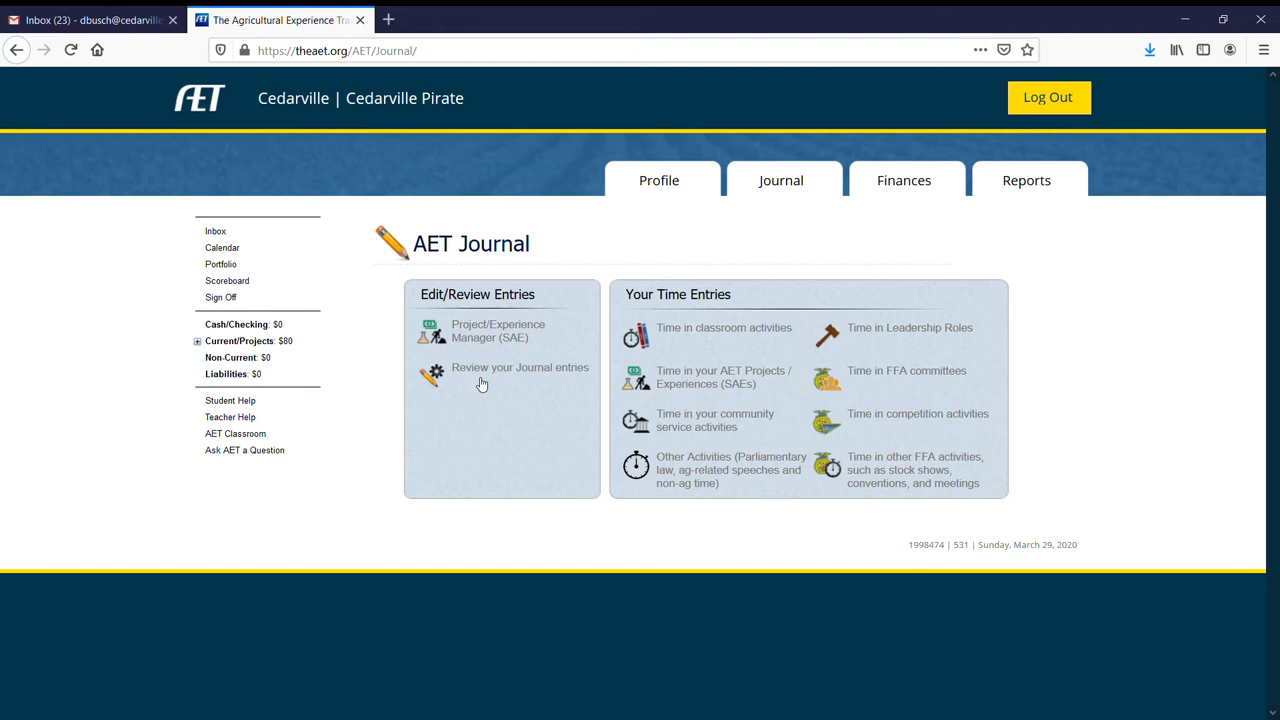 Inbox (23) - dbusch@cedarville
The Agricultural Experience Tra
https://theaet.org/AET/Journal/
AET
Cedarville | Cedarville Pirate
Log Out
Profile
Journal
Finances
Reports
Inbox
Calendar
Portfolio
Scoreboard
Sign Off
Cash/Checking: $0
Current/Projects: $80
Non-Current: $0
Liabilities: $0
Student Help
Teacher Help
AET Classroom
Ask AET a Question
AET Journal
Edit/Review Entries
Project/Experience
Manager (SAE)
Review your Journal entries
Your Time Entries
Time in classroom activities
Time in your AET Projects /
Experiences (SAEs)
Time in your community
service activities
Other Activities (Parliamentary
law, ag-related speeches and
non-ag time)
Time in Leadership Roles
Time in FFA committees
Time in competition activities
Time in other FFA activities,
such as stock shows,
conventions, and meetings
1998474 | 531 | Sunday, March 29, 2020